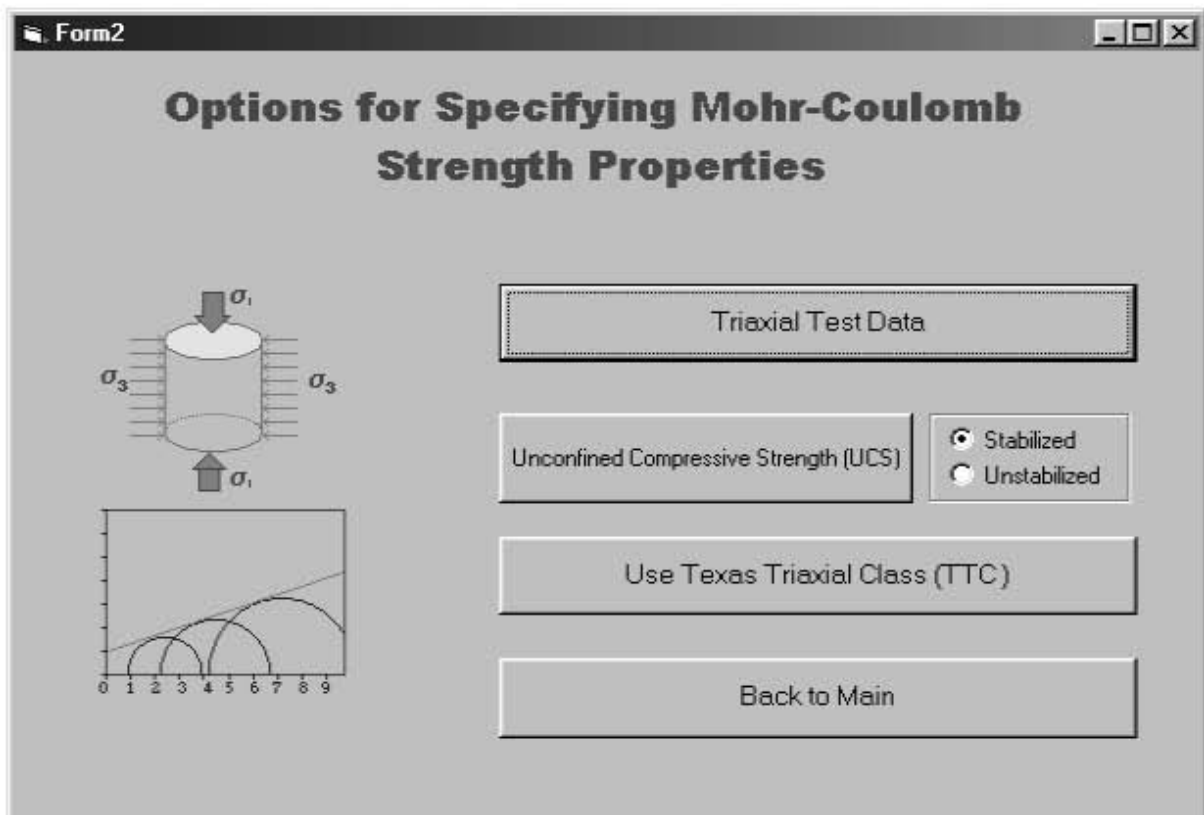 Form2
Options for Specifying Mohr-Coulomb
Strength Properties
σ₁
σ₃ σ₃
σ₁
0 1 2 3 4 5 6 7 8 9
Triaxial Test Data
Unconfined Compressive Strength (UCS)
Stabilized
Unstabilized
Use Texas Triaxial Class (TTC)
Back to Main